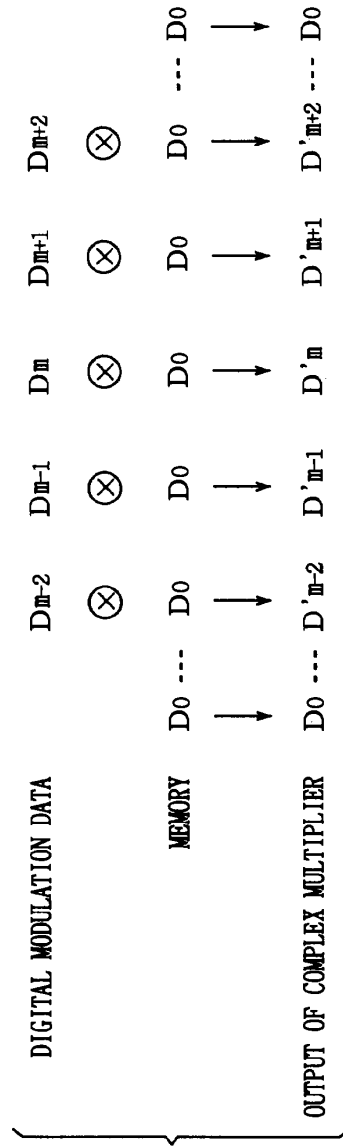 DIGITAL MODULATION DATA Dm-2 Dm-1 Dm Dm+1 Dm+2
⊗ ⊗ ⊗ ⊗ ⊗
MEMORY D0 --- D0 D0 D0 D0 D0 --- D0
OUTPUT OF COMPLEX MULTIPLIER D0 --- D'm-2 D'm-1 D'm D'm+1 D'm+2 --- D0